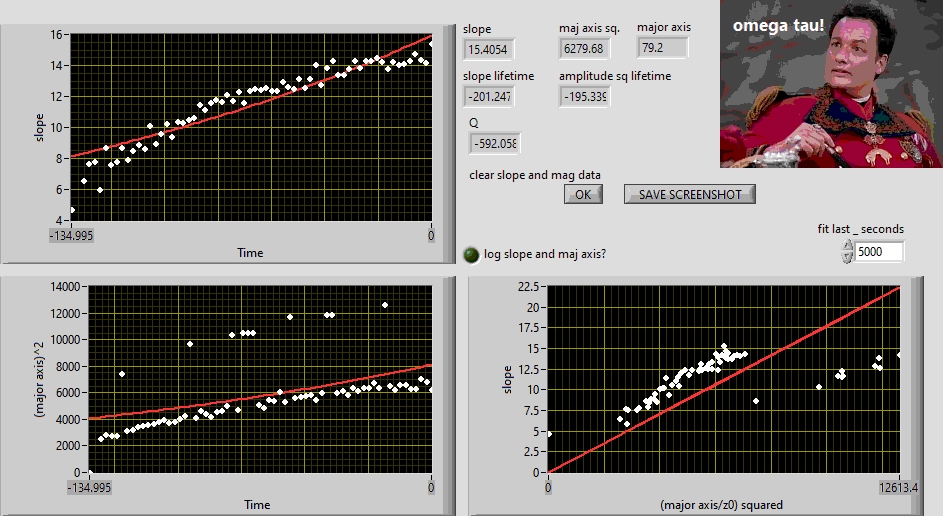 omega tau!
slope
maj axis sq.
major axis
15.4054
6279.68
79.2
slope lifetime
amplitude sq lifetime
-201.247
-195.339
Q
-592.058
clear slope and mag data
OK
SAVE SCREENSHOT
fit last _ seconds
5000
log slope and maj axis?
16
14
12
10
8
6
4
slope
-134.995
0
Time
14000
12000
10000
8000
6000
4000
2000
0
(major axis)^2
-134.995
0
Time
22.5
20
17.5
15
12.5
10
7.5
5
2.5
0
slope
0
12613.4
(major axis/z0) squared